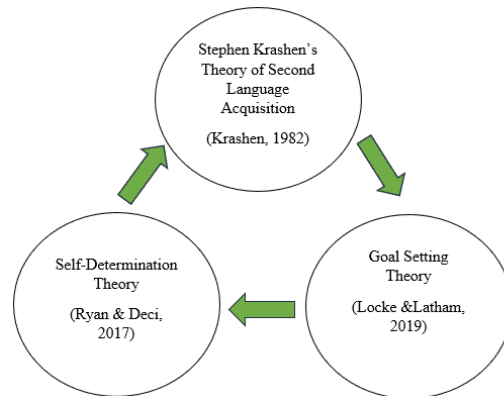 Stephen Krashen's
Theory of Second
Language
Acquisition
(Krashen, 1982)
Self-Determination
Theory
(Ryan & Deci,
2017)
Goal Setting
Theory
(Locke &Latham,
2019)